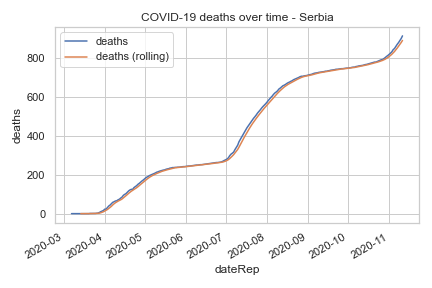 COVID-19 deaths over time - Serbia
deaths
deaths (rolling)
deaths
800
600
400
200
0
2020-03
2020-04
2020-05
2020-06
2020-07
2020-08
2020-09
2020-10
2020-11
dateRep